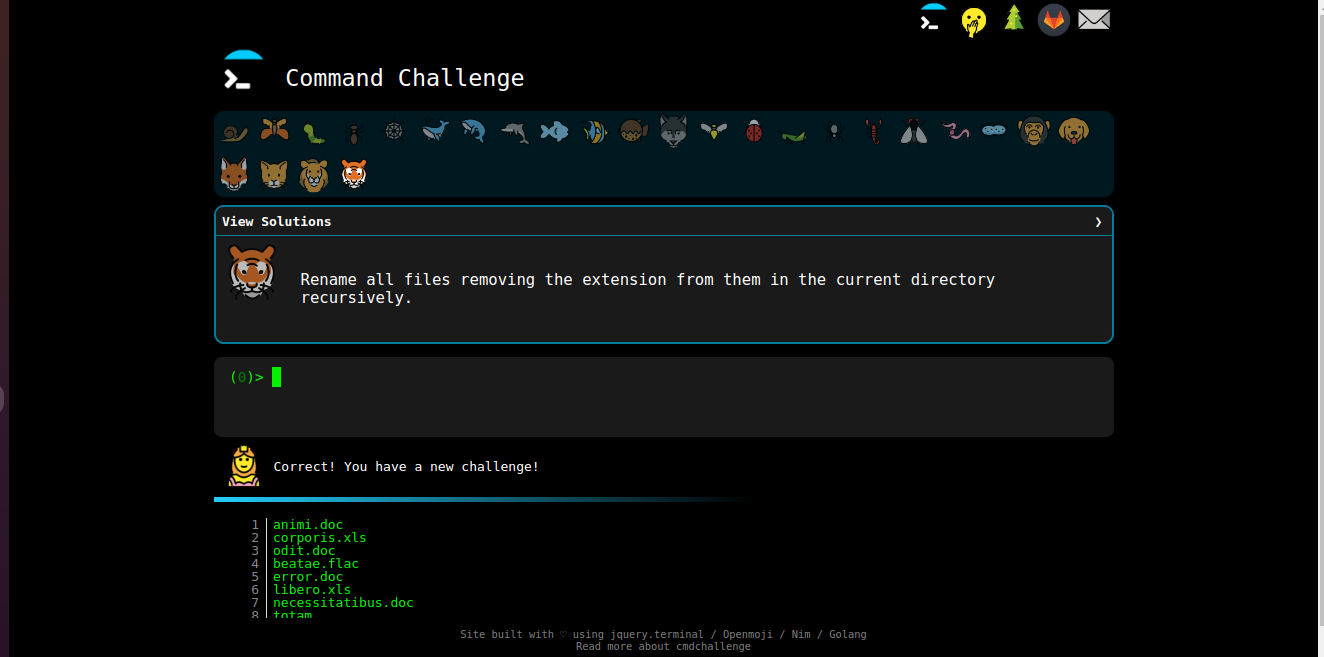 Command Challenge
View Solutions ❯
Rename all files removing the extension from them in the current directory
recursively.
(0)>
Correct! You have a new challenge!
1 animi.doc
2 corporis.xls
3 odit.doc
4 beatae.flac
5 error.doc
6 libero.xls
7 necessitatibus.doc
8 totam
Site built with ♡ using jquery.terminal / Openmoji / Nim / Golang
Read more about cmdchallenge